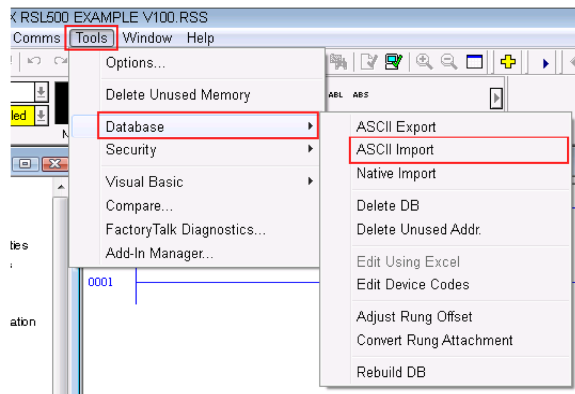 X RSL500 EXAMPLE V100.RSS
Comms Tools Window Help
Options...
Delete Unused Memory
Database
Security
Visual Basic
Compare...
FactoryTalk Diagnostics...
Add-In Manager...
ABL ABS
led
N
ASCII Export
ASCII Import
Native Import
Delete DB
Delete Unused Addr.
Edit Using Excel
Edit Device Codes
Adjust Rung Offset
Convert Rung Attachment
Rebuild DB
ties
ation
0001